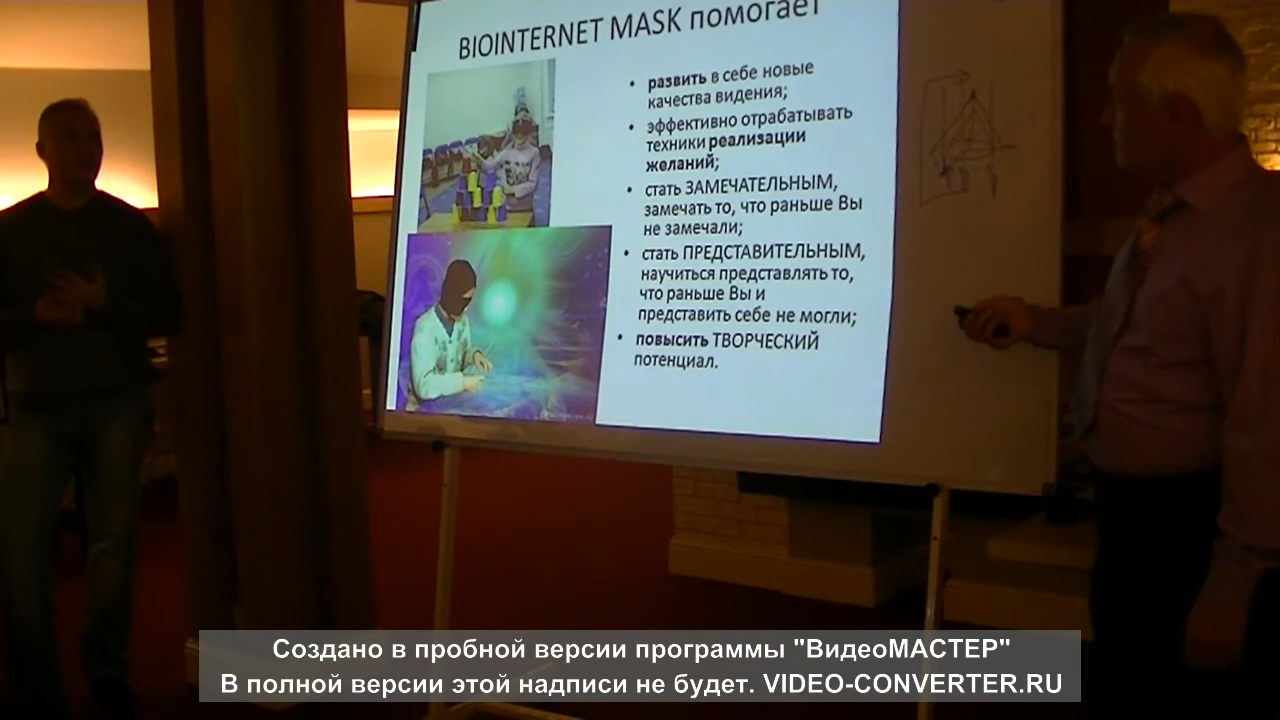 BIOINTERNET MASK помогает
• развить в себе новые
качества видения;
• эффективно отрабатывать
техники реализации
желаний;
• стать ЗАМЕЧАТЕЛЬНЫМ,
замечать то, что раньше Вы
не замечали;
• стать ПРЕДСТАВИТЕЛЬНЫМ,
научиться представлять то,
что раньше Вы и
представить себе не могли;
• повысить ТВОРЧЕСКИЙ
потенциал.
Создано в пробной версии программы "ВидеоМАСТЕР"
В полной версии этой надписи не будет. VIDEO-CONVERTER.RU